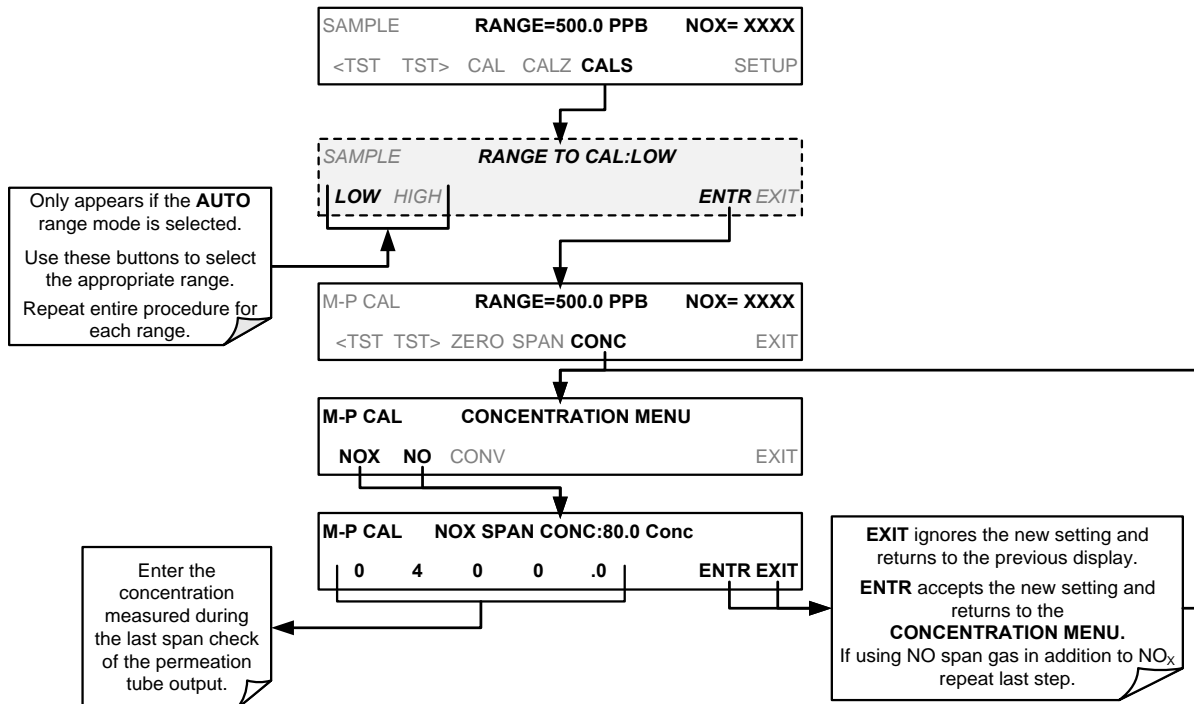 SAMPLE RANGE=500.0 PPB NOX= XXXX
<TST TST> CAL CALZ CALS SETUP
SAMPLE RANGE TO CAL:LOW
LOW HIGH ENTR EXIT
Only appears if the AUTO
range mode is selected.
Use these buttons to select
the appropriate range.
Repeat entire procedure for
each range.
M-P CAL RANGE=500.0 PPB NOX= XXXX
<TST TST> ZERO SPAN CONC EXIT
M-P CAL CONCENTRATION MENU
NOX NO CONV EXIT
M-P CAL NOX SPAN CONC:80.0 Conc
0 4 0 0 .0 ENTR EXIT
Enter the
concentration
measured during
the last span check
of the permeation
tube output.
EXIT ignores the new setting and
returns to the previous display.
ENTR accepts the new setting and
returns to the
CONCENTRATION MENU.
If using NO span gas in addition to NOX
repeat last step.